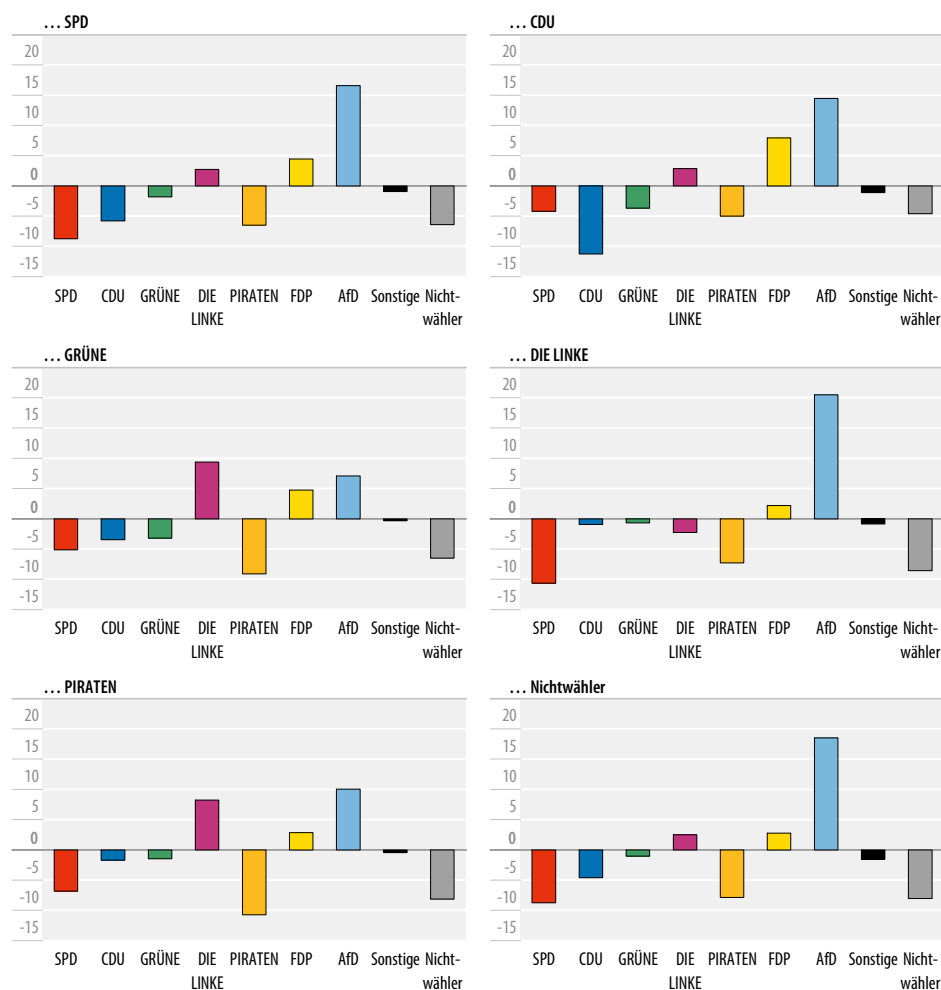 … SPD
20
15
10
5
0
-5
-10
-15
SPD CDU GRÜNE DIE PIRATEN FDP AfD Sonstige Nicht-
LINKE wähler
… CDU
20
15
10
5
0
-5
-10
-15
SPD CDU GRÜNE DIE PIRATEN FDP AfD Sonstige Nicht-
LINKE wähler
… GRÜNE
20
15
10
5
0
-5
-10
-15
SPD CDU GRÜNE DIE PIRATEN FDP AfD Sonstige Nicht-
LINKE wähler
… DIE LINKE
20
15
10
5
0
-5
-10
-15
SPD CDU GRÜNE DIE PIRATEN FDP AfD Sonstige Nicht-
LINKE wähler
… PIRATEN
20
15
10
5
0
-5
-10
-15
SPD CDU GRÜNE DIE PIRATEN FDP AfD Sonstige Nicht-
LINKE wähler
… Nichtwähler
20
15
10
5
0
-5
-10
-15
SPD CDU GRÜNE DIE PIRATEN FDP AfD Sonstige Nicht-
LINKE wähler